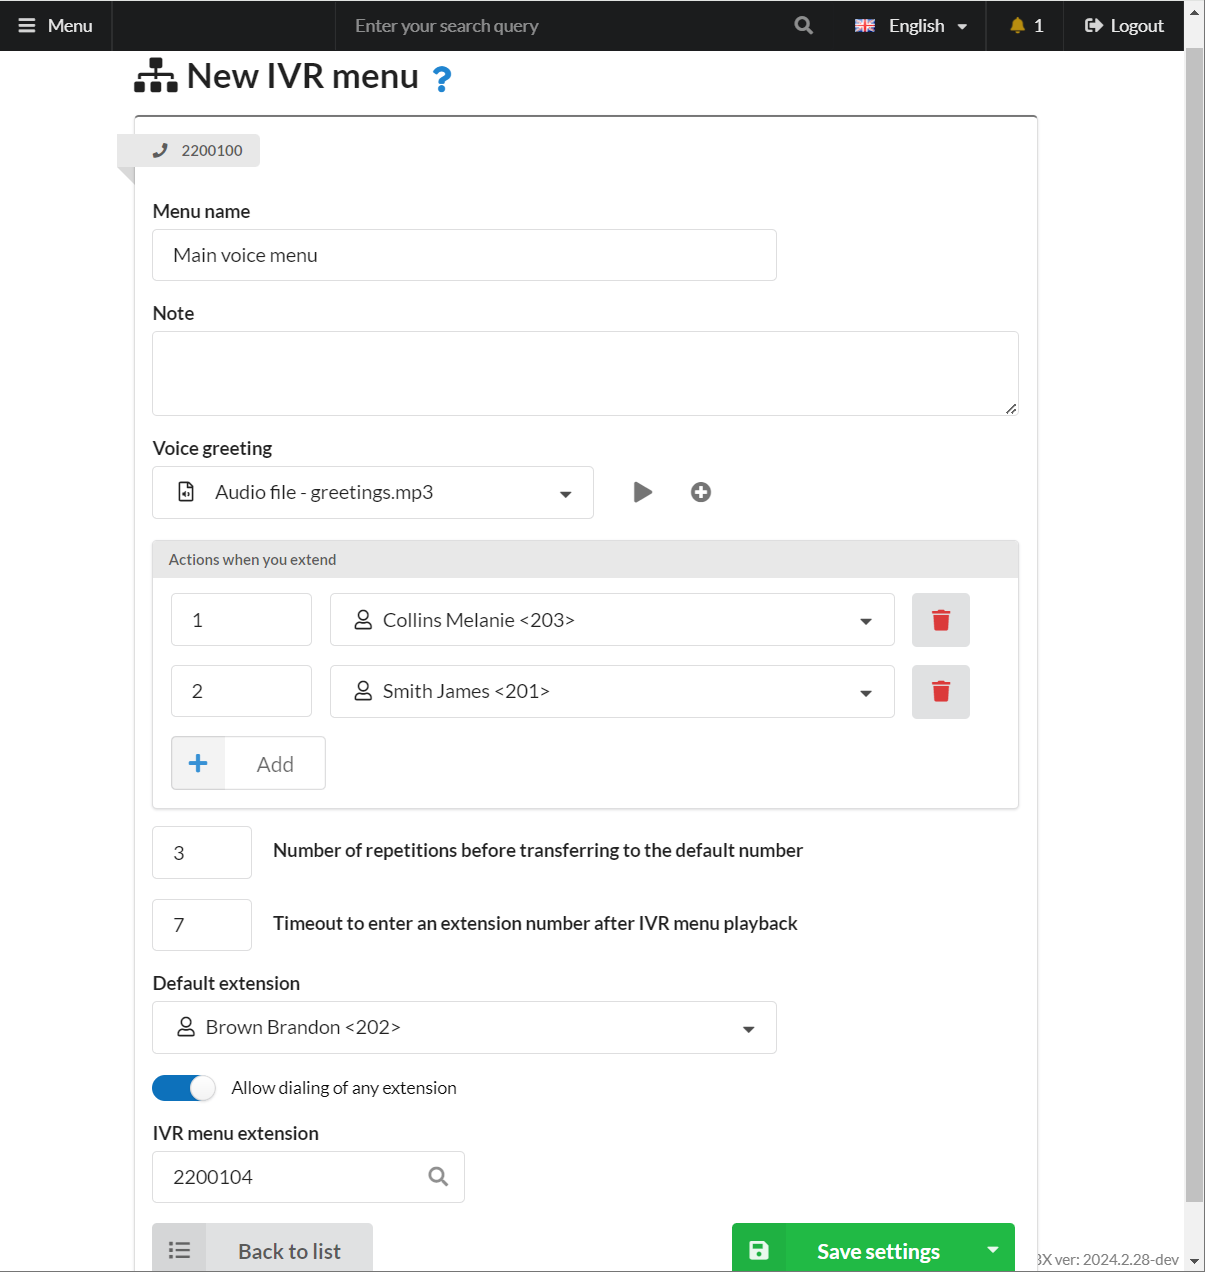 Menu
Enter your search query
English
1
Logout
New IVR menu ?
2200100
Menu name
Main voice menu
Note
Voice greeting
Audio file - greetings.mp3
Actions when you extend
1 Collins Melanie <203>
2 Smith James <201>
Add
3 Number of repetitions before transferring to the default number
7 Timeout to enter an extension number after IVR menu playback
Default extension
Brown Brandon <202>
Allow dialing of any extension
IVR menu extension
2200104
Back to list
Save settings
ver: 2024.2.28-dev